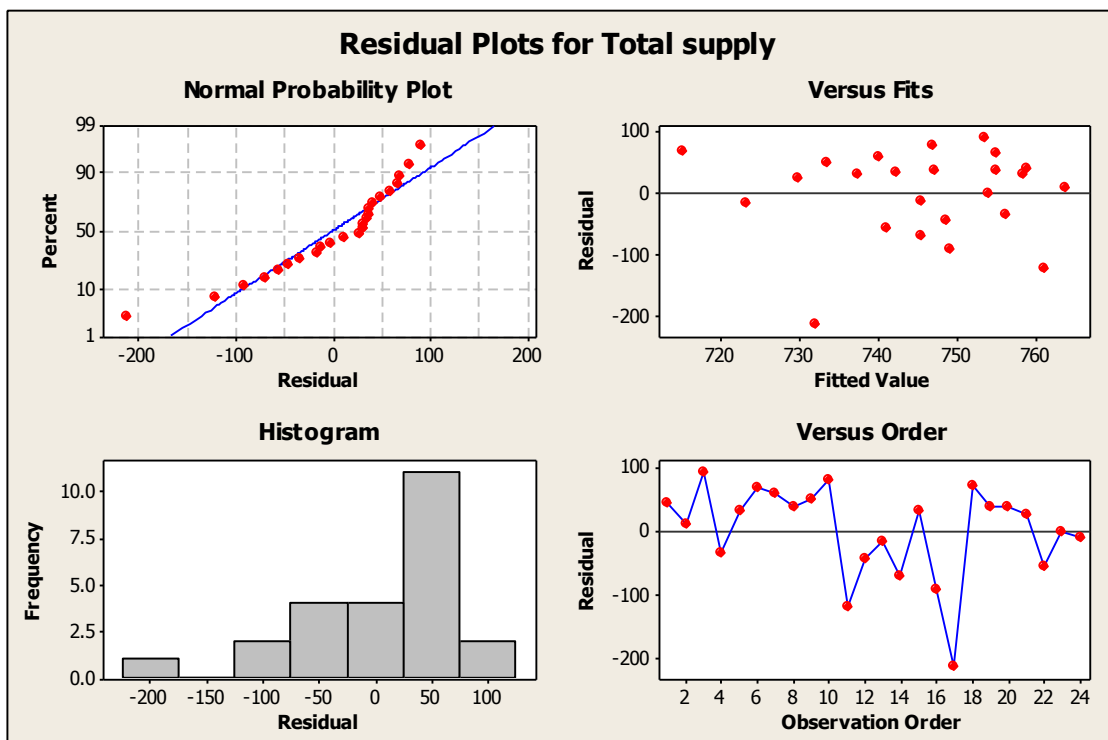 Residual Plots for Total supply
Normal Probability Plot
99
90
50
10
1
Percent
-200 -100 0 100 200
Residual
Versus Fits
100
0
-100
-200
Residual
720 730 740 750 760
Fitted Value
Histogram
10.0
7.5
5.0
2.5
0.0
Frequency
-200 -100 -50 0 50 100
Residual
Versus Order
100
0
-100
-200
Residual
2 4 6 8 10 12 14 16 18 20 22 24
Observation Order